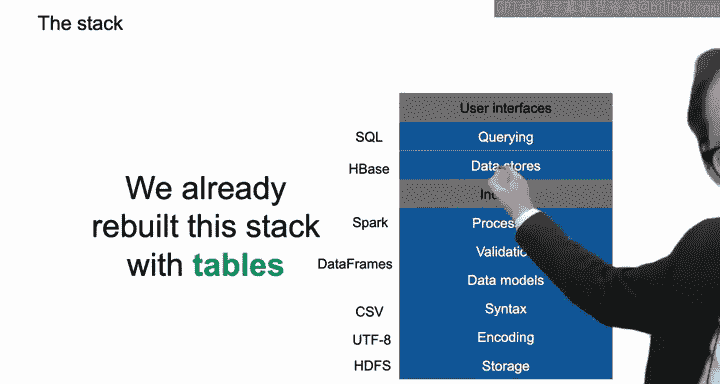 The stack
User interfaces
SQL
Querying
HBase
Data stores
We already
rebuilt this stack
with tables
Spark
DataFrames
Validation
Data models
CSV
Syntax
UTF-8
Encoding
HDFS
Storage